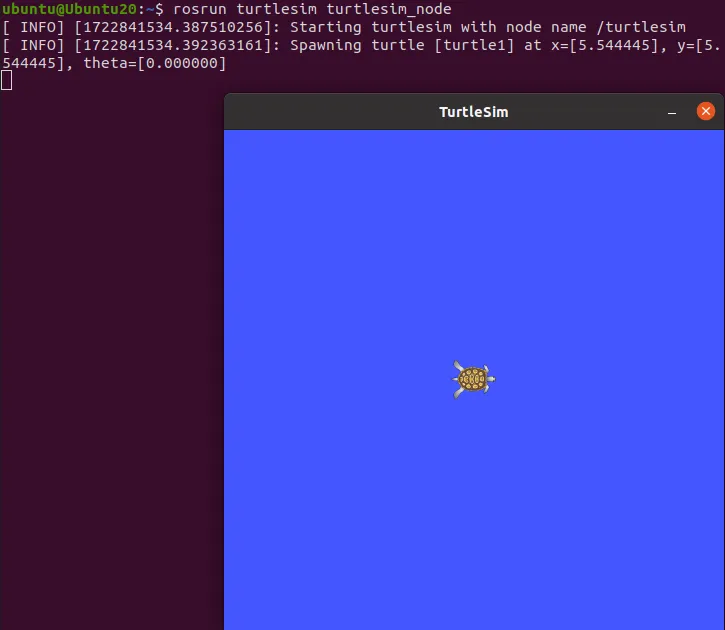 ubuntu@Ubuntu20:~$ rosrun turtlesim turtlesim_node
[ INFO] [1722841534.387510256]: Starting turtlesim with node name /turtlesim
[ INFO] [1722841534.392363161]: Spawning turtle [turtle1] at x=[5.544445], y=[5.
544445], theta=[0.000000]
TurtleSim